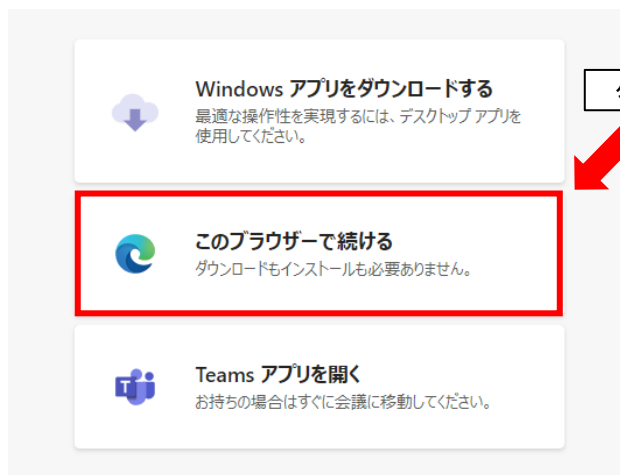 Windows アプリをダウンロードする
最適な操作性を実現するには、デスクトップ アプリを
使用してください。
このブラウザーで続ける
ダウンロードもインストールも必要ありません。
Teams アプリを開く
お持ちの場合はすぐに会議に移動してください。